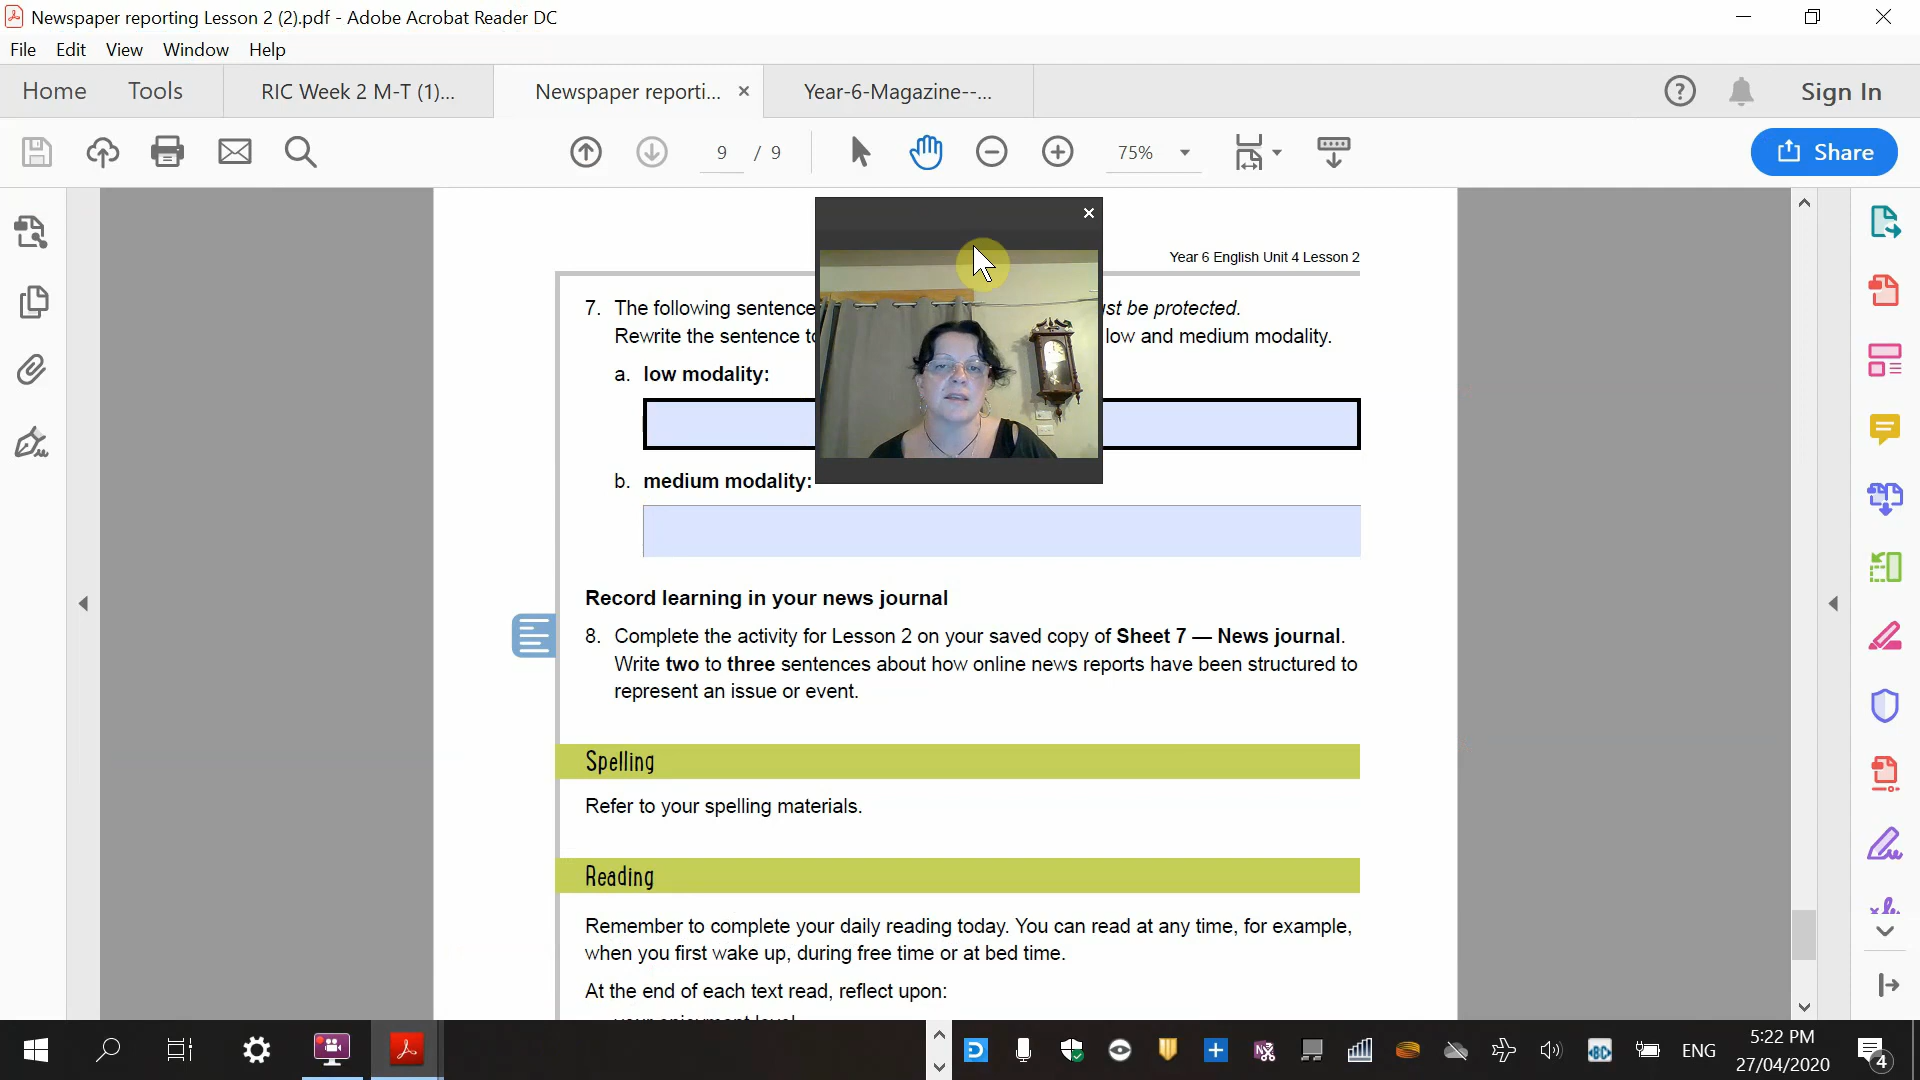 Newspaper reporting Lesson 2 (2).pdf - Adobe Acrobat Reader DC
File Edit View Window Help
Home Tools RIC Week 2 M-T (1)... Newspaper reporti... × Year-6-Magazine--... Sign In
9 / 9 75% Share
Year 6 English Unit 4 Lesson 2
7. The following sentence st be protected.
Rewrite the sentence low and medium modality.
a. low modality:
b. medium modality:
Record learning in your news journal
8. Complete the activity for Lesson 2 on your saved copy of Sheet 7 — News journal.
Write two to three sentences about how online news reports have been structured to
represent an issue or event.
Spelling
Refer to your spelling materials.
Reading
Remember to complete your daily reading today. You can read at any time, for example,
when you first wake up, during free time or at bed time.
At the end of each text read, reflect upon:
your enjoyment level
ENG
5:22 PM
27/04/2020
4